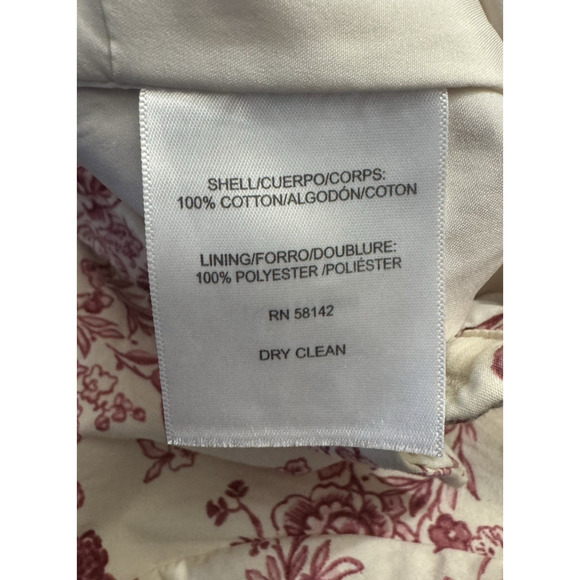 SHELL/CUERPO/CORPS:
100% COTTON/ALGODÓN/COTON
LINING/FORRO/DOUBLURE:
100% POLYESTER /POLIÉSTER
RN 58142
DRY CLEAN